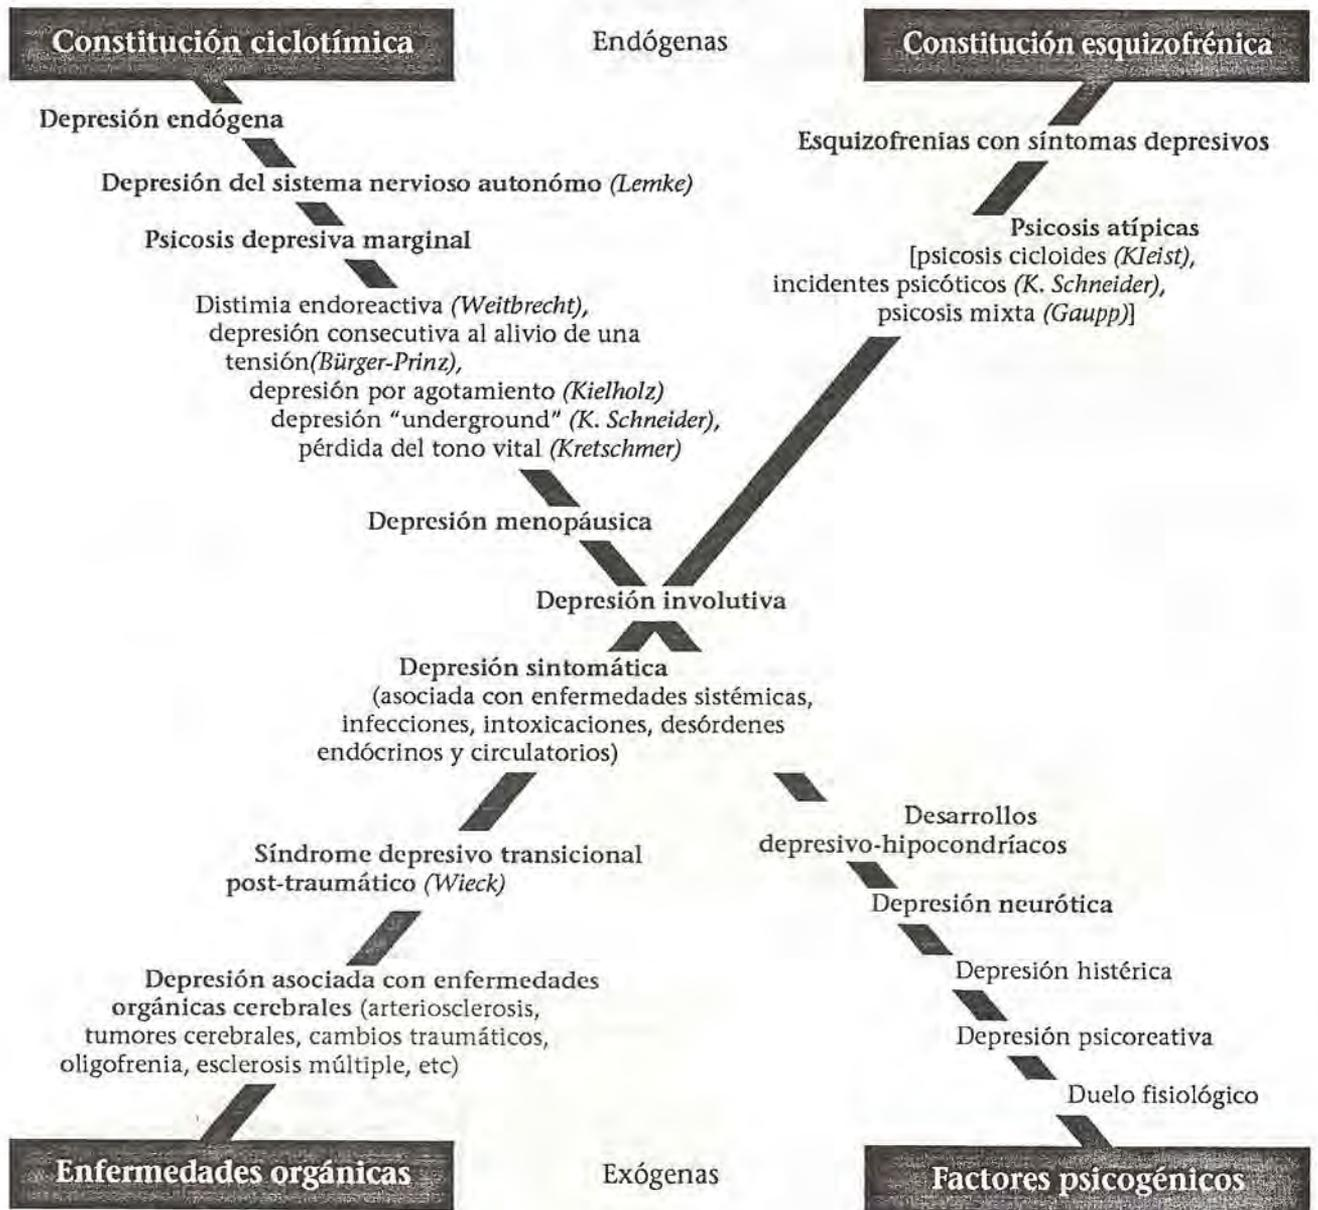 Constitución ciclotímica
Endógenas
Constitución esquizofrénica
Depresión endógena
Esquizofrenias con síntomas depresivos
Depresión del sistema nervioso autonómo (Lemke)
Psicosis depresiva marginal
Psicosis atípicas
[psicosis cicloides (Kleist),
incidentes psicóticos (K. Schneider),
psicosis mixta (Gaupp)]
Distimia endoreactiva (Weitbrecht),
depresión consecutiva al alivio de una
tensión(Bürger-Prinz),
depresión por agotamiento (Kielholz)
depresión "underground" (K. Schneider),
pérdida del tono vital (Kretschmer)
Depresión menopáusica
Depresión involutiva
Depresión sintomática
(asociada con enfermedades sistémicas,
infecciones, intoxicaciones, desórdenes
endócrinos y circulatorios)
Síndrome depresivo transicional
post-traumático (Wieck)
Depresión asociada con enfermedades
orgánicas cerebrales (arteriosclerosis,
tumores cerebrales, cambios traumáticos,
oligofrenia, esclerosis múltiple, etc)
Desarrollos
depresivo-hipocondríacos
Depresión neurótica
Depresión histérica
Depresión psicoreativa
Duelo fisiológico
Enfermedades orgánicas
Exógenas
Factores psicogénicos